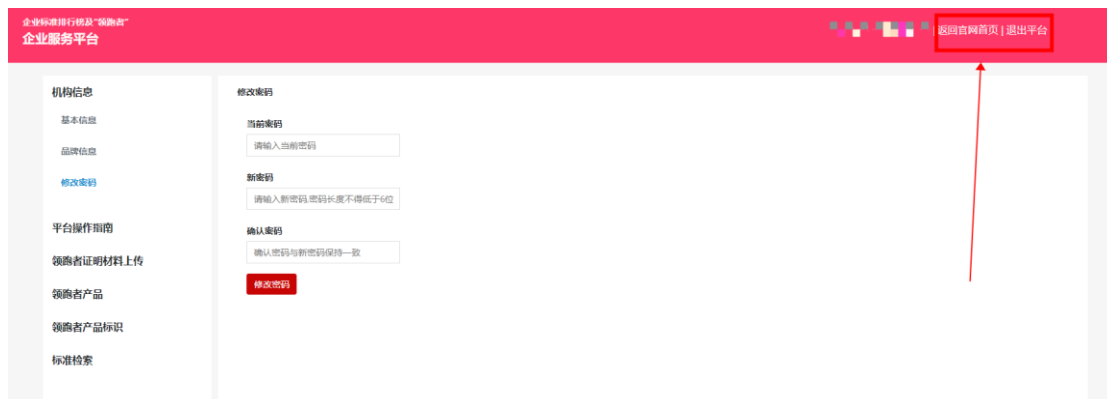 企业标准排行榜及“领跑者”
企业服务平台
|返回官网首页 | 退出平台
机构信息
基本信息
品牌信息
修改密码
平台操作指南
领跑者证明材料上传
领跑者产品
领跑者产品标识
标准检索
修改密码
当前密码
请输入当前密码
新密码
请输入新密码,密码长度不得低于6位
确认密码
确认密码与新密码保持一致
修改密码